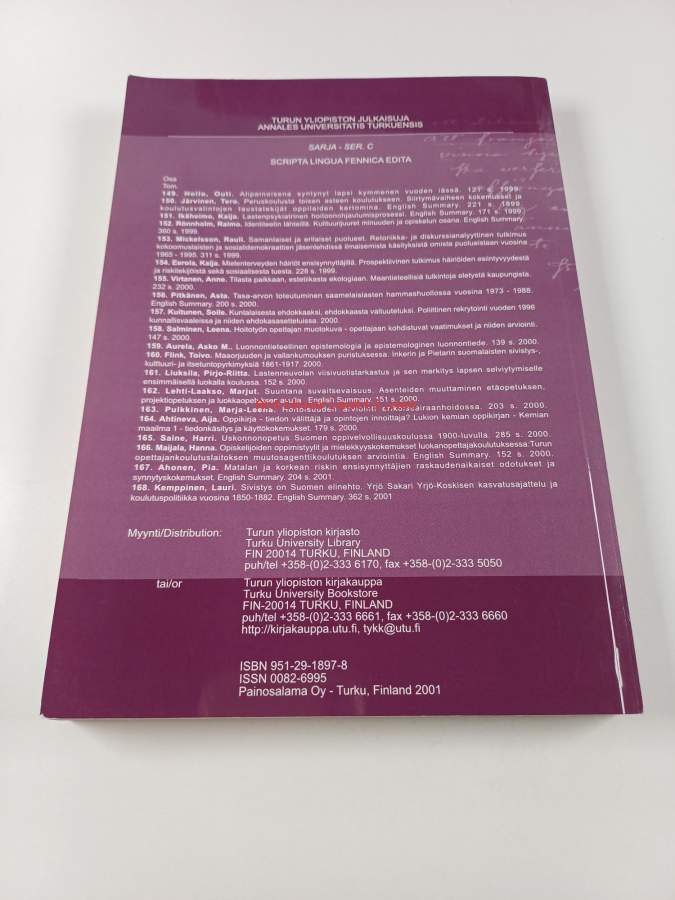 TURUN YLIOPISTON JULKAISUJA
ANNALES UNIVERSITATIS TURKUENSIS
SARJA - SER. C
SCRIPTA LINGUA FENNICA EDITA
Osa
Tom.
149. Hollo, Outi. Alipainoisena syntynyt lapsi kymmenen vuoden iässä. 121 s. 1999.
150. Järvinen, Tero. Peruskoulusta toisen asteen koulutukseen. Siirtymävaiheen kokemukset ja
koulutusvalintojen taustatekijät oppilaiden kertomina. English Summary. 221 s. 1999.
151. Ikäheimo, Kaija. Lastenpsykiatrinen hoitoonohjautumisprosessi. English Summary. 171 s. 1999.
152. Rönnholm, Raimo. Identiteetin lähteillä. Kulttuurijuuret minuuden ja opiskelun osana. English Summary.
360 s. 1999.
153. Mickelsson, Rauli. Samanlaiset ja erilaiset puolueet. Retoriikka- ja diskurssianalyyttinen tutkimus
kokoomuslaisten ja sosialidemokraattien jäsenlehdissä ilmaisemista käsityksistä omista puolueistaan vuosina
1965 - 1995. 311 s. 1999.
154. Eerola, Kaija. Mielenterveyden häiriöt ensisynnyttäjillä. Prospektiivinen tutkimus häiriöiden esiintyvyydestä
ja riskitekijöistä sekä sosiaalisesta tuesta. 228 s. 1999.
155. Virtanen, Anne. Tilasta paikkaan, estetiikasta ekologiaan. Maantieteellisiä tulkintoja eletystä kaupungista.
232 s. 2000.
156. Pitkänen, Asta. Tasa-arvon toteutuminen saamelaislasten hammashuollossa vuosina 1973 - 1988.
English Summary. 200 s. 2000.
157. Kuitunen, Soile. Kuntalaisesta ehdokkaaksi, ehdokkaasta valtuutetuksi. Poliittinen rekrytointi vuoden 1996
kunnallisvaaleissa ja niiden ehdokasasetteluissa. 2000.
158. Salminen, Leena. Hoitotyön opettajan muotokuva - opettajaan kohdistuvat vaatimukset ja niiden arviointi.
147 s. 2000.
159. Aurela, Asko M.. Luonnontieteellinen epistemologia ja epistemologinen luonnontiede. 139 s. 2000.
160. Flink, Toivo. Maaorjuuden ja vallankumouksen puristuksessa. Inkerin ja Pietarin suomalaisten sivistys-,
kulttuuri- ja itsetuntopyrkimyksiä 1861-1917. 2000.
161. Liuksila, Pirjo-Riitta. Lastenneuvolan viisivuotistarkastus ja sen merkitys lapsen selviytymiselle
ensimmäisellä luokalla koulussa. 152 s. 2000.
162. Lehti-Laakso, Marjut. Suuntana suvaitsevaisuus. Asenteiden muuttaminen etäopetuksen,
projektiopetuksen ja luokkaopetuksen avulla. English Summary. 151 s. 2000.
163. Pulkkinen, Marja-Leena. Hoitoisuuden arviointi erikoissairaanhoidossa. 203 s. 2000.
164. Ahtineva, Aija. Oppikirja - tiedon välittäjä ja opintojen innoittaja? Lukion kemian oppikirjan - Kemian
maailma 1 - tiedonkäsitys ja käyttökokemukset. 179 s. 2000.
165. Saine, Harri. Uskonnonopetus Suomen oppivelvollisuuskoulussa 1900-luvulla. 285 s. 2000.
166. Maijala, Hanna. Opiskelijoiden oppimistyylit ja mielekkyyskokemukset luokanopettajakoulutuksessa:Turun
opettajankoulutuslaitoksen muutosagenttikoulutuksen arviointia. English Summary. 152 s. 2000.
167. Ahonen, Pia. Matalan ja korkean riskin ensisynnyttäjien raskaudenaikaiset odotukset ja
synnytyskokemukset. English Summary. 204 s. 2001.
168. Kemppinen, Lauri. Sivistys on Suomen elinehto. Yrjö Sakari Yrjö-Koskisen kasvatusajattelu ja
koulutuspolitiikka vuosina 1850-1882. English Summary. 362 s. 2001
Myynti/Distribution: Turun yliopiston kirjasto
Turku University Library
FIN 20014 TURKU, FINLAND
puh/tel +358-(0)2-333 6170, fax +358-(0)2-333 5050
tai/or Turun yliopiston kirjakauppa
Turku University Bookstore
FIN-20014 TURKU, FINLAND
puh/tel +358-(0)2-333 6661, fax +358-(0)2-333 6660
http://kirjakauppa.utu.fi, tykk@utu.fi
ISBN 951-29-1897-8
ISSN 0082-6995
Painosalama Oy - Turku, Finland 2001